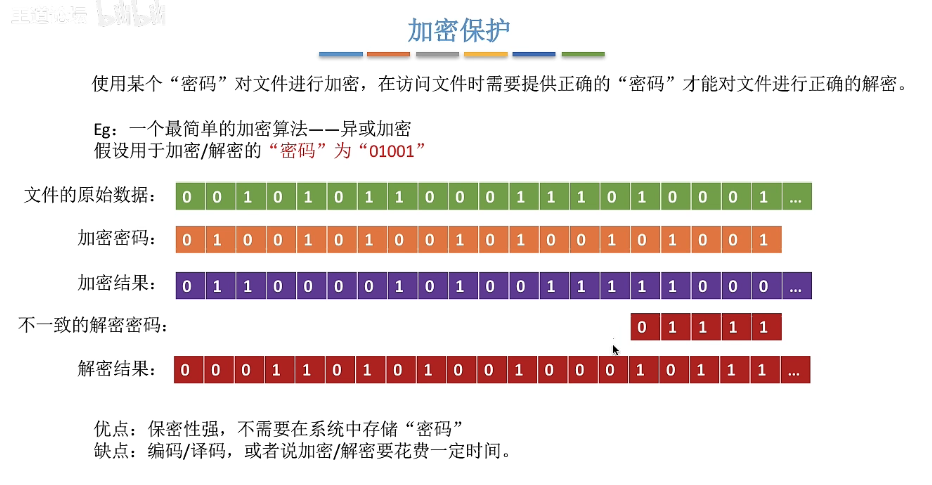 加密保护
使用某个“密码”对文件进行加密，在访问文件时需要提供正确的“密码”才能对文件进行正确的解密。
Eg：一个最简单的加密算法——异或加密
假设用于加密/解密的“密码”为“01001”
文件的原始数据： 0 0 1 0 1 0 1 1 0 0 0 1 1 1 0 1 0 0 0 1 ...
加密密码： 0 1 0 0 1 0 1 0 0 1 0 1 0 0 1 0 1 0 0 1
加密结果： 0 1 1 0 0 0 0 1 0 1 0 0 1 1 1 1 1 0 0 0 ...
不一致的解密密码： 0 1 1 1 1
解密结果： 0 0 0 1 1 0 1 0 1 0 0 1 0 0 0 1 0 1 1 1 ...
优点：保密性强，不需要在系统中存储“密码”
缺点：编码/译码，或者说加密/解密要花费一定时间。